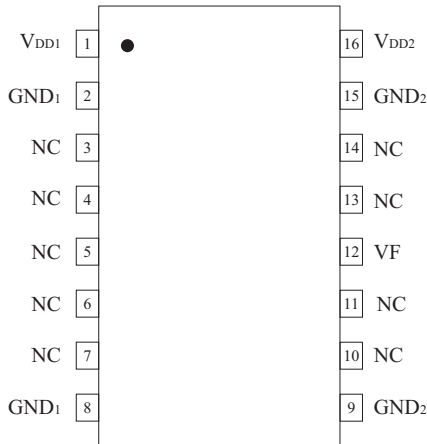 VDD1 1 16 VDD2
GND1 2 15 GND2
NC 3 14 NC
NC 4 13 NC
NC 5 12 VF
NC 6 11 NC
NC 7 10 NC
GND1 8 9 GND2